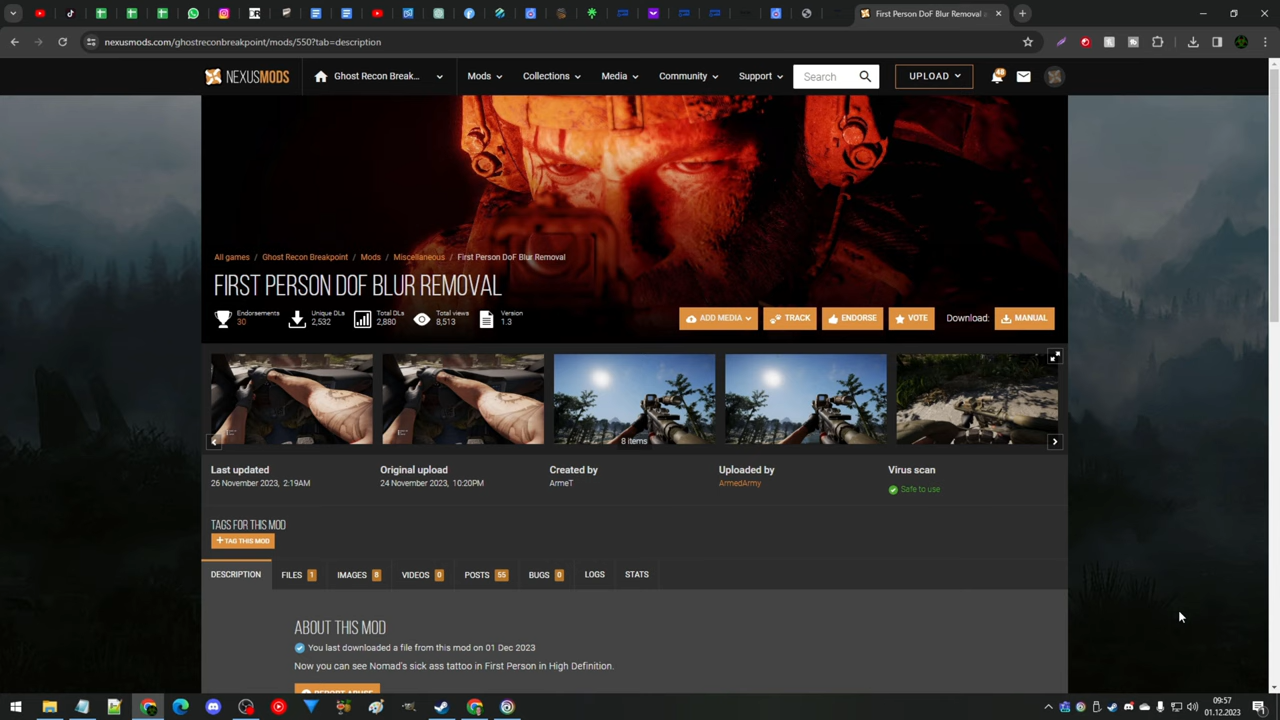 First Person DoF Blur Removal a
nexusmods.com/ghostreconbreakpoint/mods/550?tab=description
NEXUSMODS
Ghost Recon Break...
Mods
Collections
Media
Community
Support
Search
UPLOAD
48
All games / Ghost Recon Breakpoint / Mods / Miscellaneous / First Person DoF Blur Removal
FIRST PERSON DOF BLUR REMOVAL
Endorsements
30
Unique DLs
2,532
Total DLs
2,880
Total views
8,513
Version
1.3
ADD MEDIA
TRACK
ENDORSE
VOTE
Download:
MANUAL
8 items
Last updated
26 November 2023, 2:19AM
Original upload
24 November 2023, 10:20PM
Created by
ArmeT
Uploaded by
ArmedArmy
Virus scan
Safe to use
TAGS FOR THIS MOD
+ TAG THIS MOD
DESCRIPTION
FILES 1
IMAGES 8
VIDEOS 0
POSTS 55
BUGS 0
LOGS
STATS
ABOUT THIS MOD
You last downloaded a file from this mod on 01 Dec 2023
Now you can see Nomad's sick ass tattoo in First Person in High Definition.
REPORT ABUSE
09:57
01.12.2023